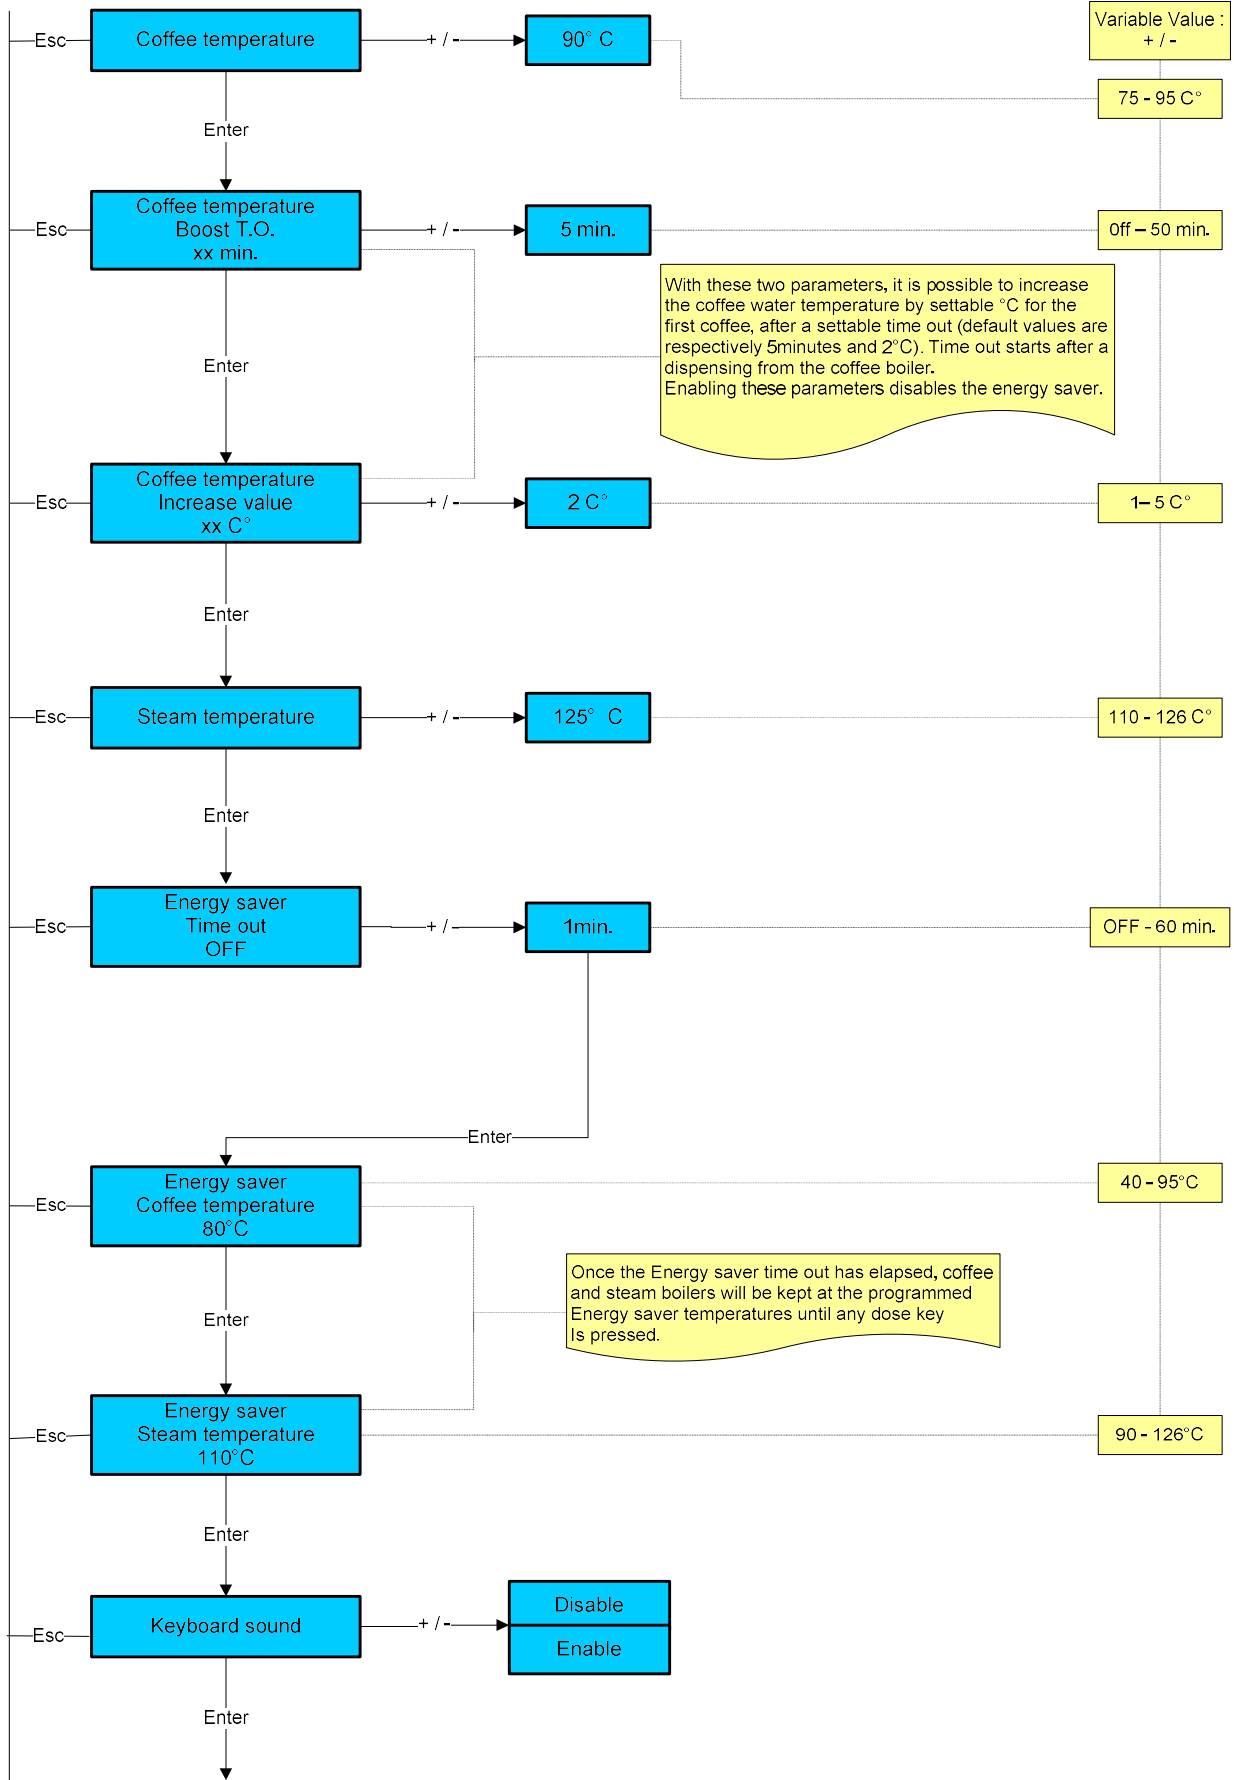 Variable Value :
+ / -
Esc
Coffee temperature
+ / -
90° C
75 - 95 C°
Enter
Esc
Coffee temperature
Boost T.O.
xx min.
+ / -
5 min.
0ff – 50 min.
With these two parameters, it is possible to increase
the coffee water temperature by settable °C for the
first coffee, after a settable time out (default values are
respectively 5minutes and 2°C). Time out starts after a
dispensing from the coffee boiler.
Enabling these parameters disables the energy saver.
Enter
Esc
Coffee temperature
Increase value
xx C°
+ / -
2 C°
1– 5 C°
Enter
Esc
Steam temperature
+ / -
125° C
110 - 126 C°
Enter
Esc
Energy saver
Time out
OFF
+ / -
1min.
OFF - 60 min.
Enter
Esc
Energy saver
Coffee temperature
80°C
40 - 95°C
Once the Energy saver time out has elapsed, coffee
and steam boilers will be kept at the programmed
Energy saver temperatures until any dose key
Is pressed.
Enter
Esc
Energy saver
Steam temperature
110°C
90 - 126°C
Enter
Esc
Keyboard sound
+ / -
Disable
Enable
Enter